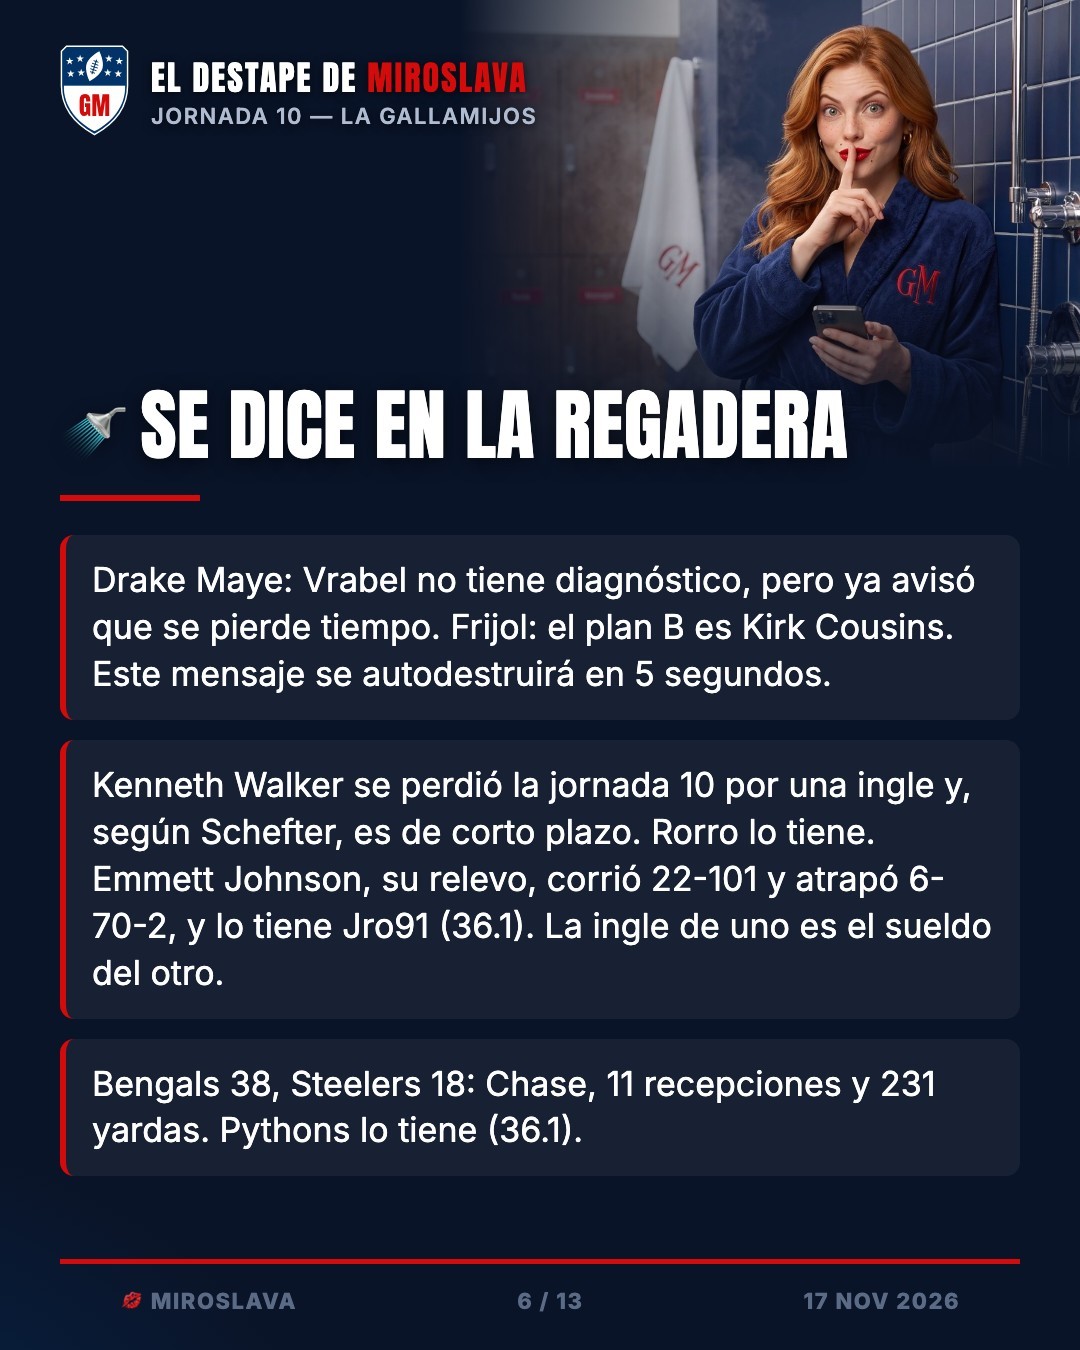 GM
EL DESTAPE DE MIROSLAVA
JORNADA 10 — LA GALLAMIJOS
GM
GM
SE DICE EN LA REGADERA
Drake Maye: Vrabel no tiene diagnóstico, pero ya avisó
que se pierde tiempo. Frijol: el plan B es Kirk Cousins.
Este mensaje se autodestruirá en 5 segundos.
Kenneth Walker se perdió la jornada 10 por una ingle y,
según Schefter, es de corto plazo. Rorro lo tiene.
Emmett Johnson, su relevo, corrió 22-101 y atrapó 6-
70-2, y lo tiene Jro91 (36.1). La ingle de uno es el sueldo
del otro.
Bengals 38, Steelers 18: Chase, 11 recepciones y 231
yardas. Pythons lo tiene (36.1).
MIROSLAVA
6 / 13
17 NOV 2026